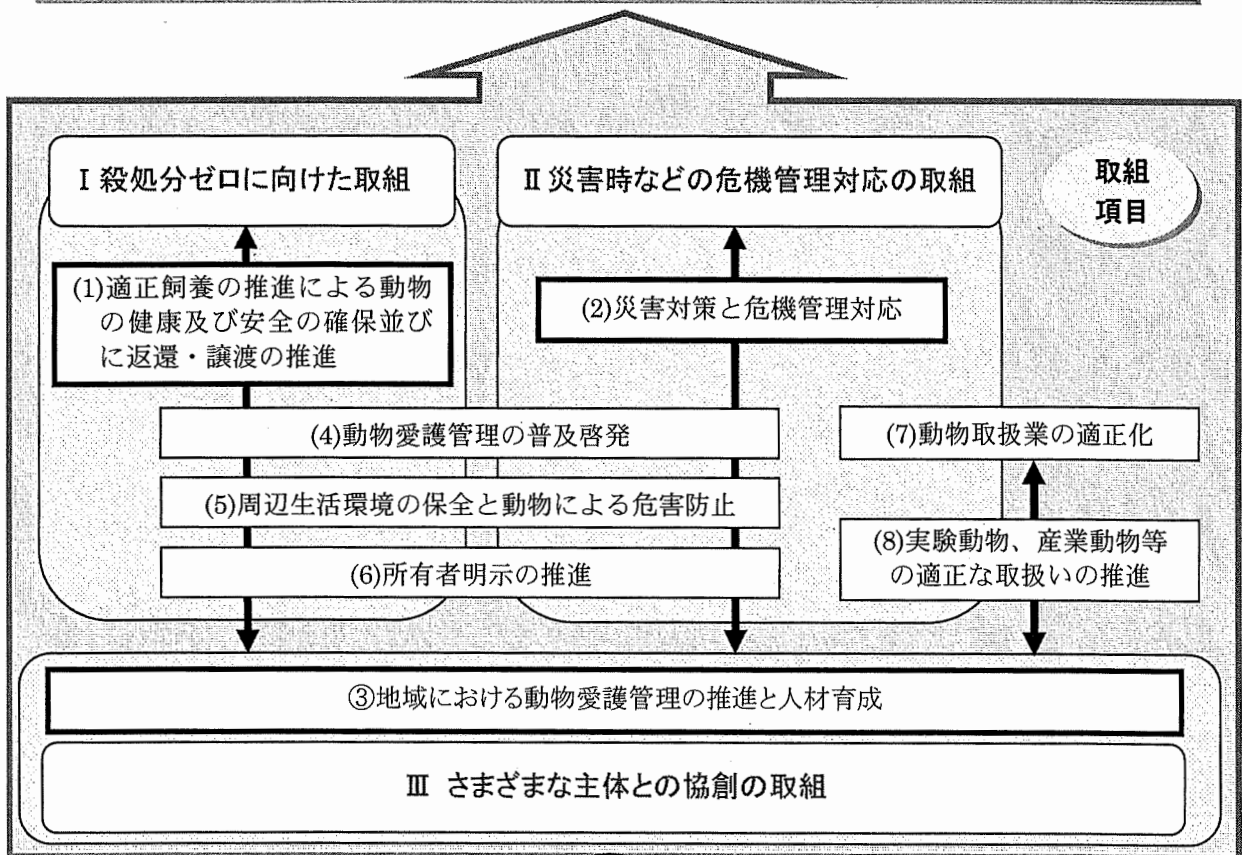 Ⅰ 殺処分ゼロに向けた取組
Ⅱ 災害時などの危機管理対応の取組
取組
項目
(1)適正飼養の推進による動物
の健康及び安全の確保並び
に返還・譲渡の推進
(2)災害対策と危機管理対応
(4)動物愛護管理の普及啓発
(7)動物取扱業の適正化
(5)周辺生活環境の保全と動物による危害防止
(8)実験動物、産業動物等
の適正な取扱いの推進
(6)所有者明示の推進
③地域における動物愛護管理の推進と人材育成
Ⅲ さまざまな主体との協創の取組